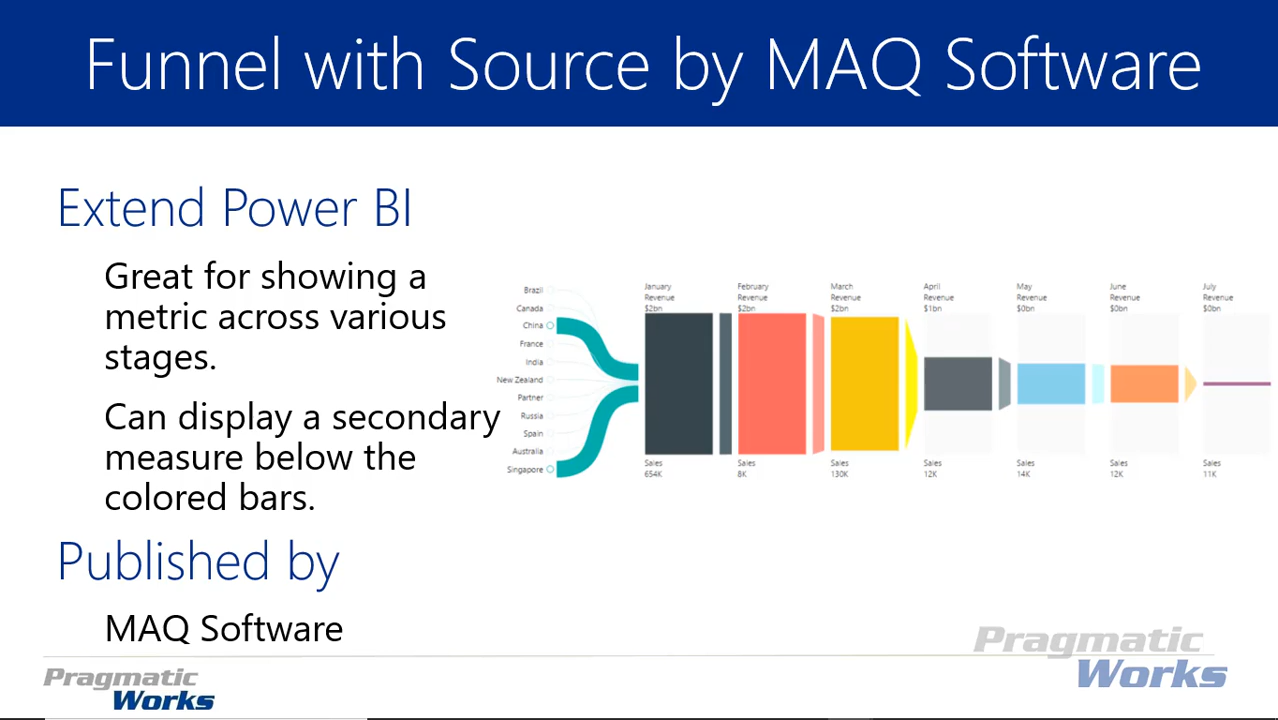 Funnel with Source by MAQ Software
Extend Power BI
Great for showing a
metric across various
stages.
Can display a secondary
measure below the
colored bars.
Published by
MAQ Software
Brazil
Canada
China
France
India
New Zealand
Partner
Russia
Spain
Australia
Singapore
January
Revenue
$2bn
Sales
654K
February
Revenue
$2bn
Sales
8K
March
Revenue
$2bn
Sales
130K
April
Revenue
$1bn
Sales
12K
May
Revenue
$0bn
Sales
14K
June
Revenue
$0bn
Sales
12K
July
Revenue
$0bn
Sales
11K
Pragmatic
Works
Pragmatic
Works